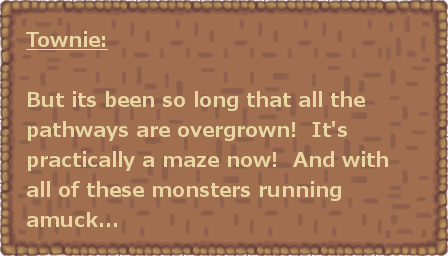 Townie:
But its been so long that all the
pathways are overgrown!  It's
practically a maze now!  And with
all of these monsters running
amuck...